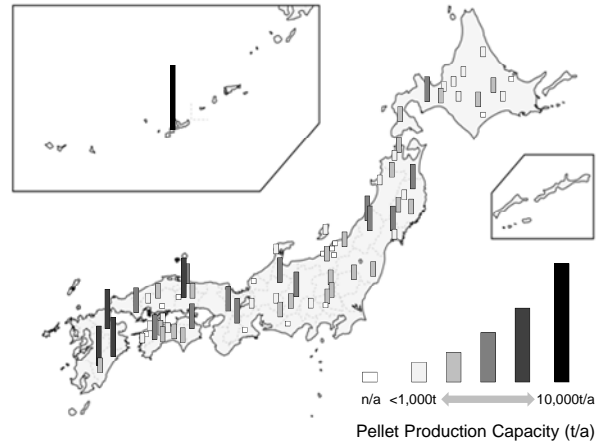 n/a <1,000t 10,000t/a
Pellet Production Capacity (t/a)